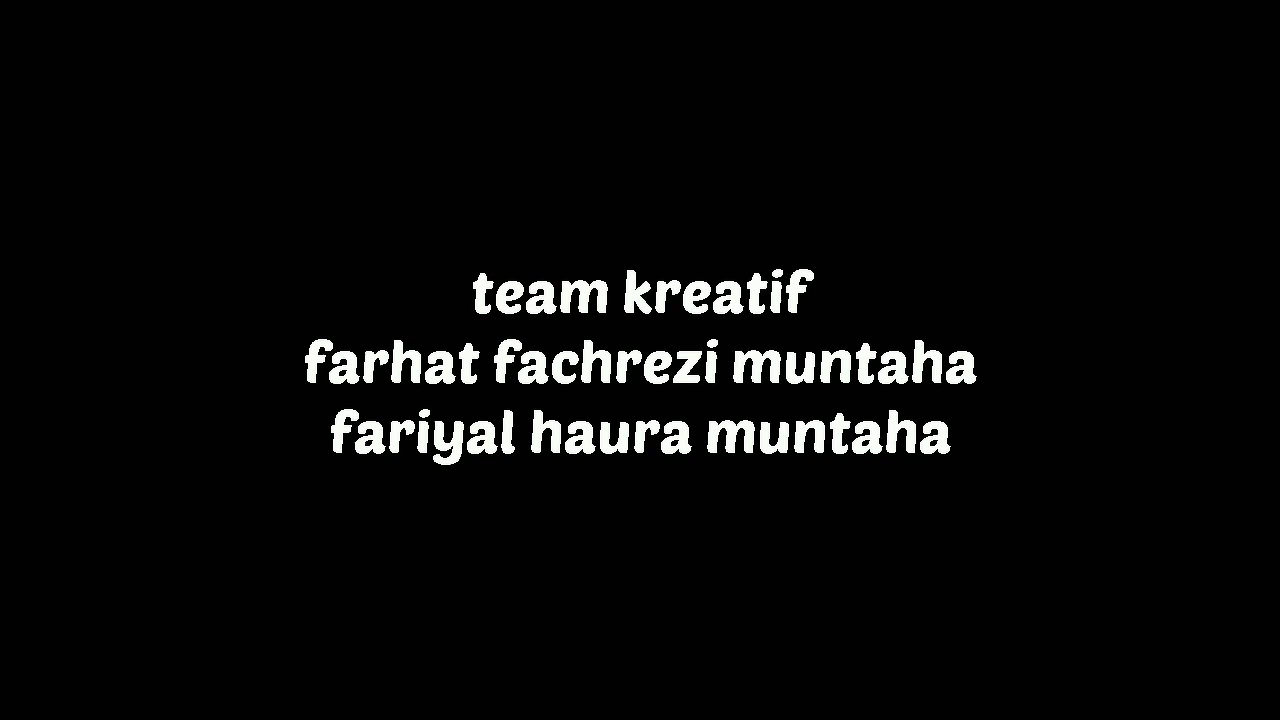 team kreatif
farhat fachrezi muntaha
fariyal haura muntaha